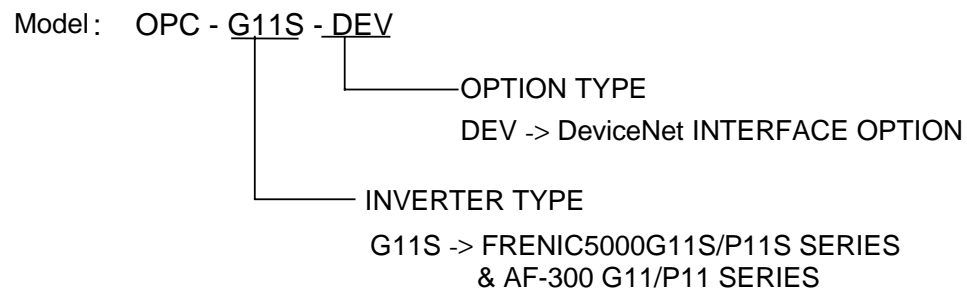 Model: OPC - G11S - DEV
OPTION TYPE
DEV -> DeviceNet INTERFACE OPTION
INVERTER TYPE
G11S -> FRENIC5000G11S/P11S SERIES
& AF-300 G11/P11 SERIES